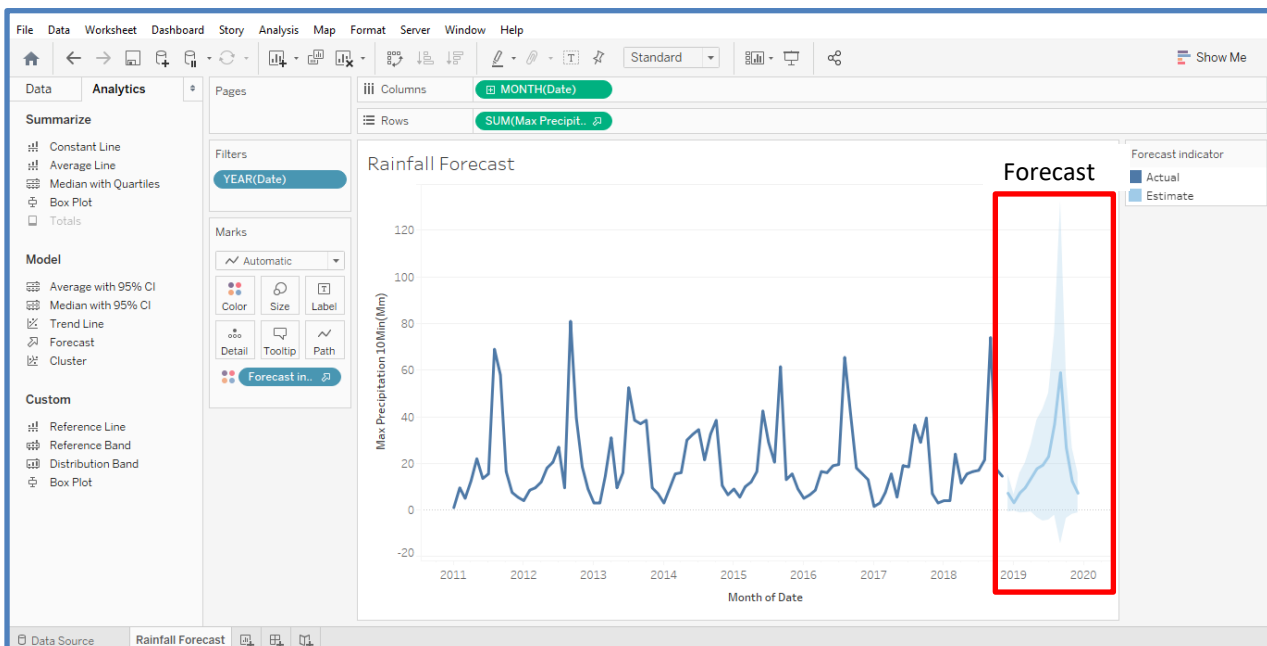 File Data Worksheet Dashboard Story Analysis Map Format Server Window Help
Standard
Show Me
Data Analytics
Summarize
Constant Line
Average Line
Median with Quartiles
Box Plot
Totals
Model
Average with 95% CI
Median with 95% CI
Trend Line
Forecast
Cluster
Custom
Reference Line
Reference Band
Distribution Band
Box Plot
Pages
Filters
YEAR(Date)
Marks
Automatic
Color Size Label
Detail Tooltip Path
Forecast in..
Columns MONTH(Date)
Rows SUM(Max Precipit..
Rainfall Forecast
Forecast
Max Precipitation 10Min(Mm)
120
100
80
60
40
20
0
-20
2011 2012 2013 2014 2015 2016 2017 2018 2019 2020
Month of Date
Forecast indicator
Actual
Estimate
Data Source Rainfall Forecast